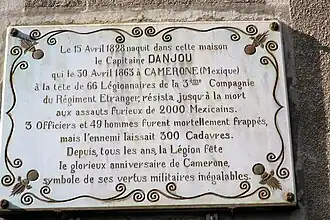 Le 15 Avril 1828 naquit dans cette maison
le Capitaine DANJOU
qui le 30 Avril 1863 à CAMERONE (Mexique)
à la tête de 66 Légionnaires de la 3ème Compagnie
du Régiment Etranger, résista jusqu'à la mort
aux assauts furieux de 2000 Mexicains.
3 Officiers et 49 hommes furent mortellement frappés,
mais l'ennemi laissait 300 Cadavres.
Depuis, tous les ans, la Légion fête
le glorieux anniversaire de Camerone,
symbole de ses vertus militaires inégalables.